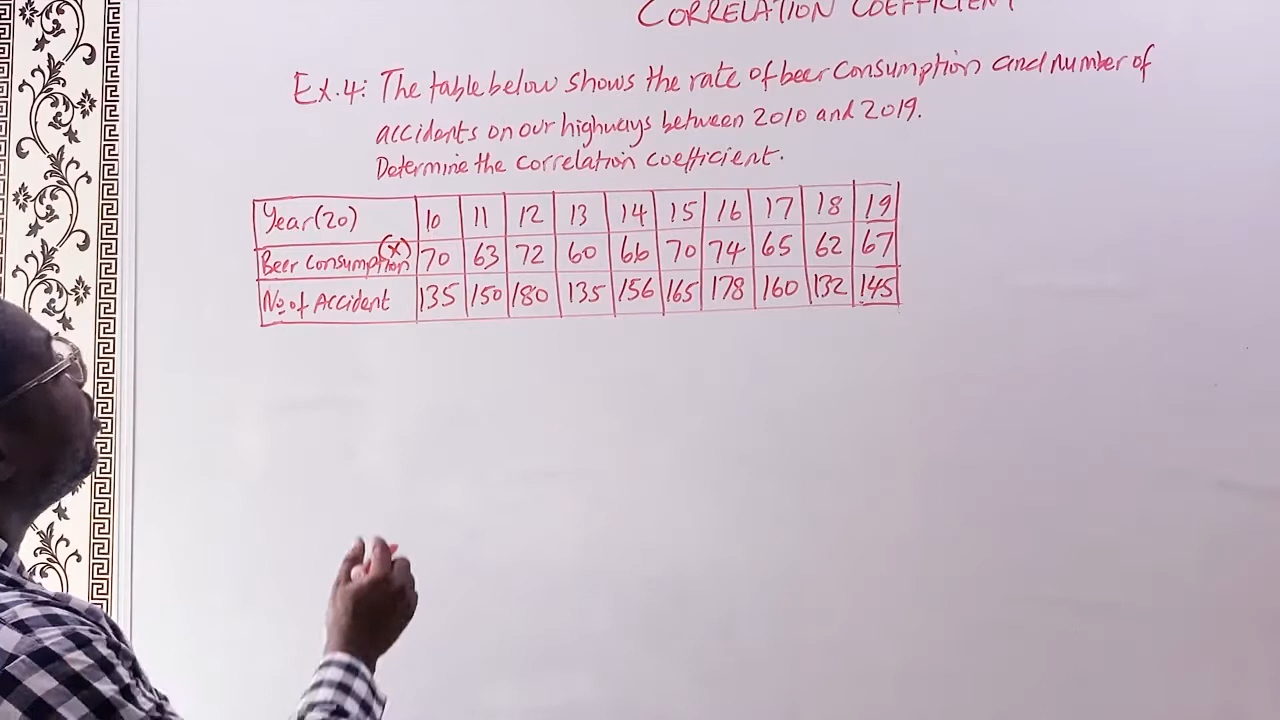 CORRELATION COEFFICIENT
Ex.4: The table below shows the rate of beer consumption and number of
accidents on our highways between 2010 and 2019.
Determine the correlation coefficient.
Year(20) 10 11 12 13 14 15 16 17 18 19
Beer consumption (x) 70 63 72 60 66 70 74 65 62 67
No of Accident 135 150 180 135 156 165 178 160 132 145